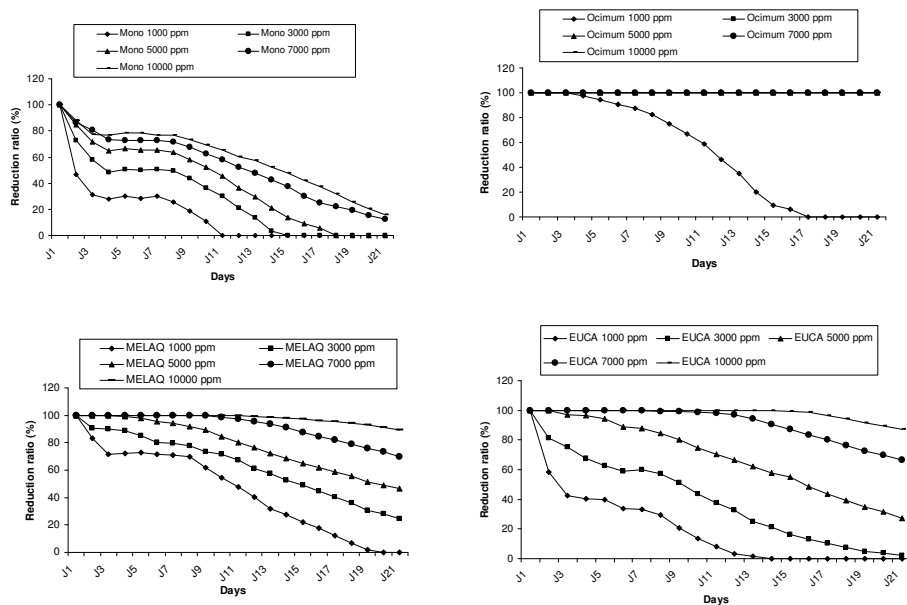 Mono 1000 ppm Mono 3000 ppm
Mono 5000 ppm Mono 7000 ppm
Mono 10000 ppm
Reduction ratio (%)
120
100
80
60
40
20
0
J1 J3 J5 J7 J9 J11 J13 J15 J17 J19 J21
Days
Ocimum 1000 ppm Ocimum 3000 ppm
Ocimum 5000 ppm Ocimum 7000 ppm
Ocimum 10000 ppm
Reduction ratio (%)
120
100
80
60
40
20
0
J1 J3 J5 J7 J9 J11 J13 J15 J17 J19 J21
Days
MELAQ 1000 ppm MELAQ 3000 ppm
MELAQ 5000 ppm MELAQ 7000 ppm
MELAQ 10000 ppm
Reduction ratio (%)
120
100
80
60
40
20
0
J1 J3 J5 J7 J9 J11 J13 J15 J17 J19 J21
Days
EUCA 1000 ppm EUCA 3000 ppm EUCA 5000 ppm
EUCA 7000 ppm EUCA 10000 ppm
Reduction ratio (%)
120
100
80
60
40
20
0
J1 J3 J5 J7 J9 J11 J13 J15 J17 J19 J21
Days